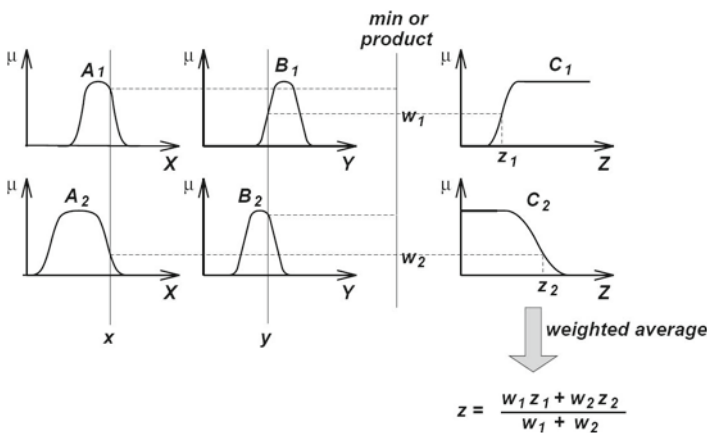 min or
product
μ A₁ μ B₁ μ C₁
w₁
z₁
X Y Z
μ A₂ μ B₂ μ C₂
w₂
z₂
X Y Z
x y
weighted average
z = w₁ z₁ + w₂ z₂ / w₁ + w₂